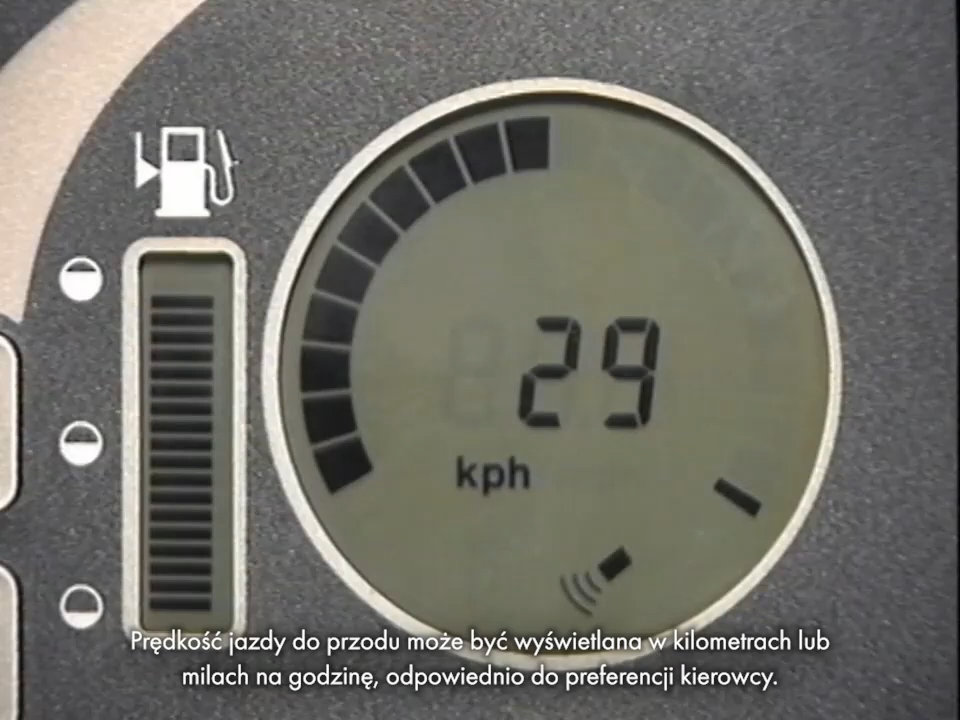 29
kph
Prędkość jazdy do przodu może być wyświetlana w kilometrach lub
milach na godzinę, odpowiednio do preferencji kierowcy.